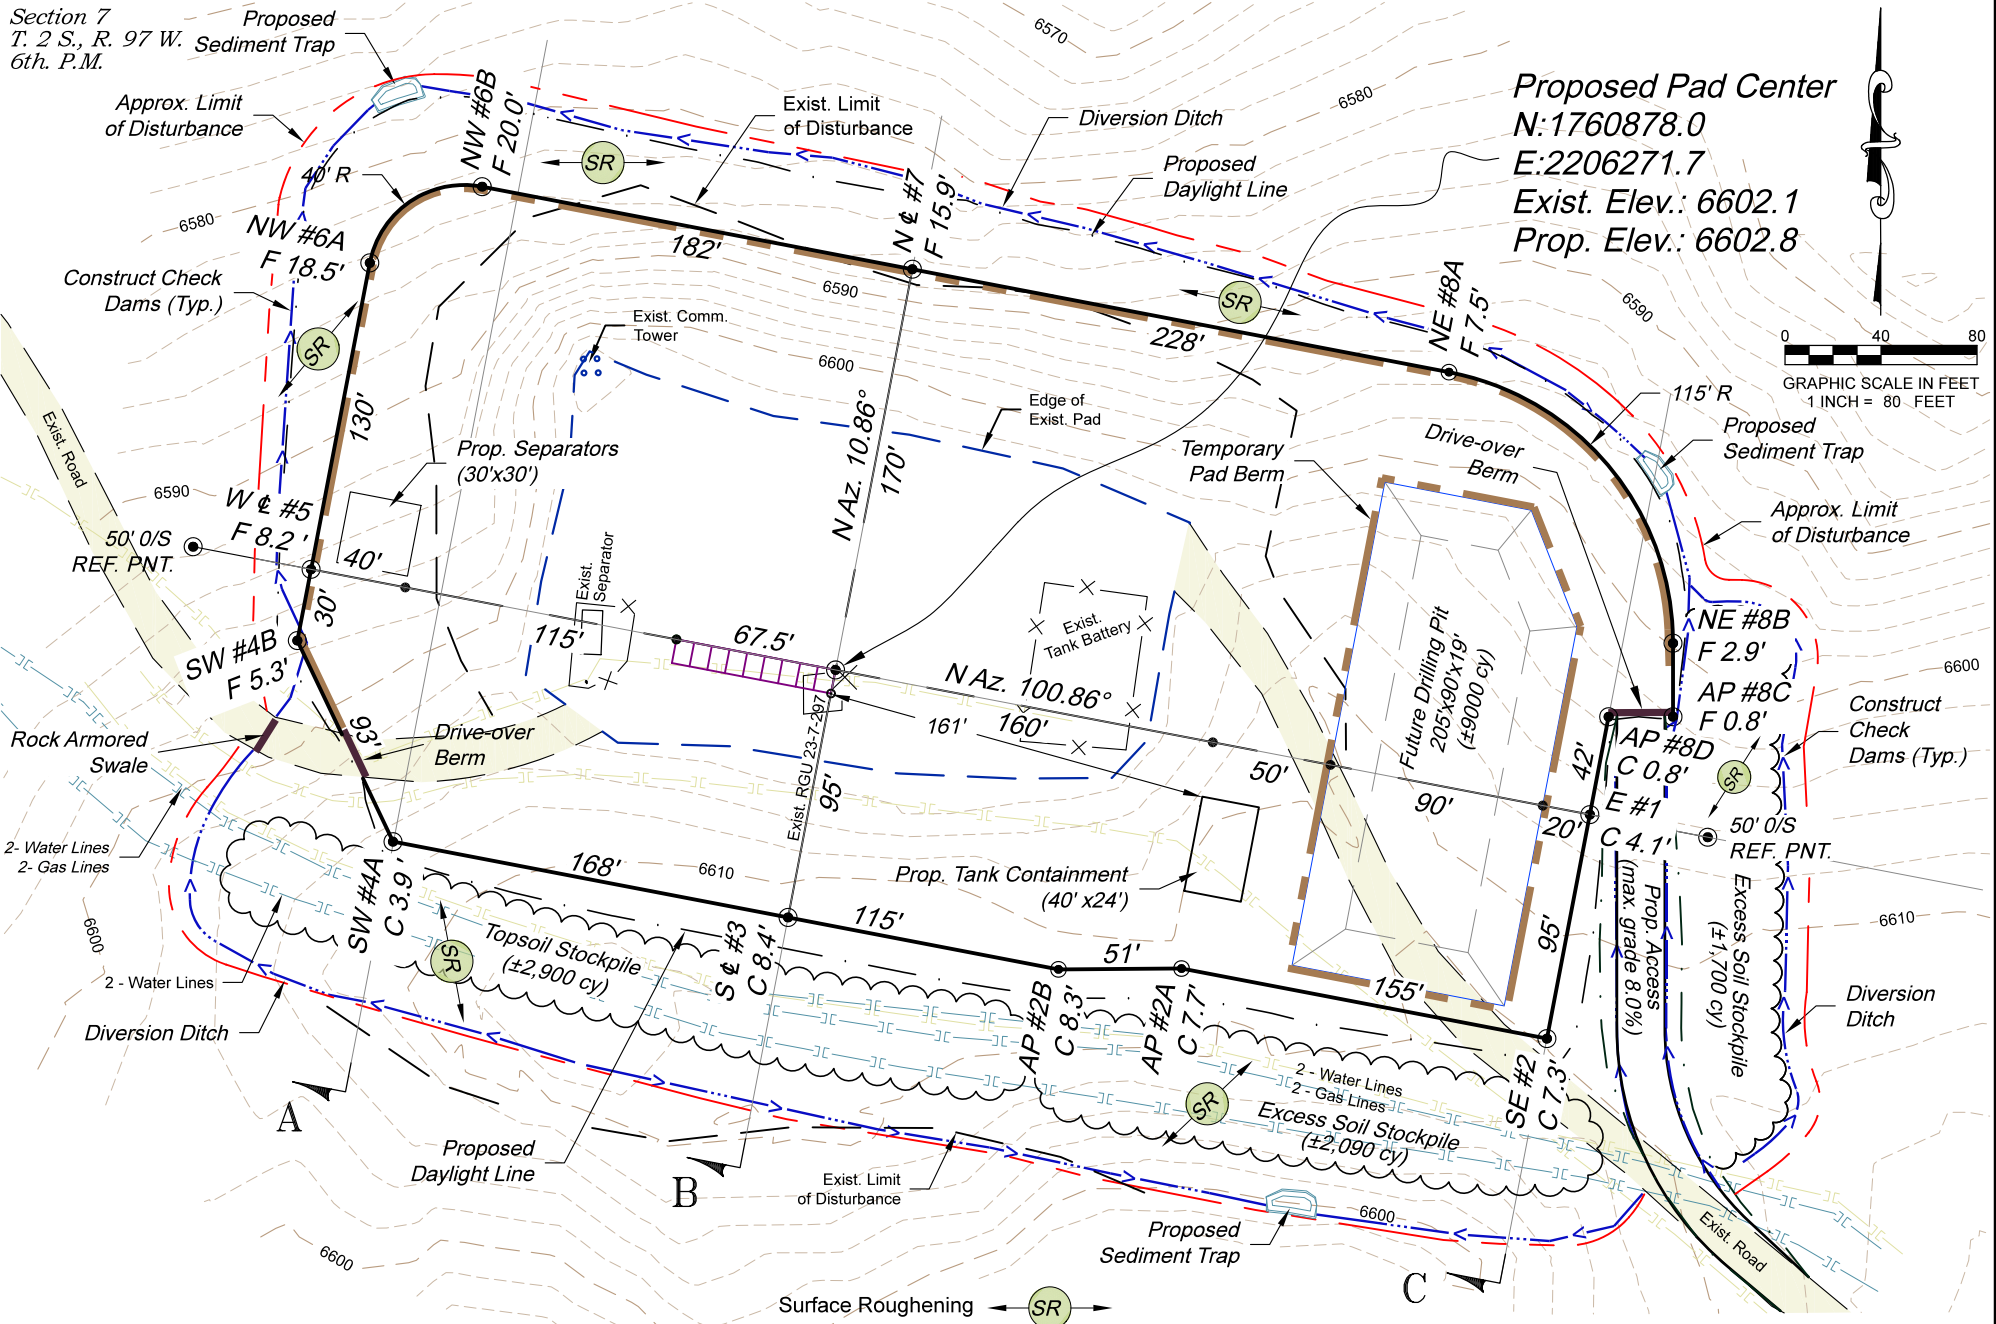 Section 7
T. 2 S., R. 97 W.
6th. P.M.
Proposed
Sediment Trap
Approx. Limit
of Disturbance
40' R
NW #6B
F 20.0'
SR
Exist. Limit
of Disturbance
Diversion Ditch
Proposed
Daylight Line
6570
6580
Proposed Pad Center
N:1760878.0
E:2206271.7
Exist. Elev.: 6602.1
Prop. Elev.: 6602.8
0 40 80
GRAPHIC SCALE IN FEET
1 INCH = 80 FEET
6580
NW #6A
F 18.5'
Construct Check
Dams (Typ.)
SR
182'
N ℄ #7
F 15.9'
6590
SR
228'
NE #8A
F 7.5'
6590
Exist. Comm.
Tower
6600
Edge of
Exist. Pad
115' R
Proposed
Sediment Trap
Drive-over
Berm
Temporary
Pad Berm
Approx. Limit
of Disturbance
Exist. Road
130'
Prop. Separators
(30'x30')
N Az. 10.86°
170'
6590
W ℄ #5
F 8.2 '
50' 0/S
REF. PNT.
40'
30'
Exist.
Separator
115'
67.5'
Exist.
Tank Battery
N Az. 100.86°
161'
160'
Future Drilling Pit
205'x90'x19'
(±9000 cy)
NE #8B
F 2.9'
AP #8C
F 0.8'
6600
AP #8D
C 0.8'
E #1
C 4.1'
42'
SR
Construct
Check
Dams (Typ.)
SW #4B
F 5.3'
93'
Drive-over
Berm
Rock Armored
Swale
Exist. RGU 23-7-297
95'
50'
90'
20'
50' 0/S
REF. PNT.
2- Water Lines
2- Gas Lines
168'
6610
115'
Prop. Tank Containment
(40' x24')
51'
155'
95'
Prop. Access
(max. grade 8.0%)
Excess Soil Stockpile
(±1,700 cy)
6610
6600
SW #4A
C 3.9 '
SR
Topsoil Stockpile
(±2,900 cy)
S ℄ #3
C 8.4'
AP #2B
C 8.3'
AP #2A
C 7.7'
2 - Water Lines
Diversion Ditch
Diversion
Ditch
2 - Water Lines
2 - Gas Lines
SR
Excess Soil Stockpile
(±2,090 cy)
SE #2
C 7.3'
A
Proposed
Daylight Line
B
Exist. Limit
of Disturbance
6600
Proposed
Sediment Trap
6600
Exist. Road
C
Surface Roughening
SR